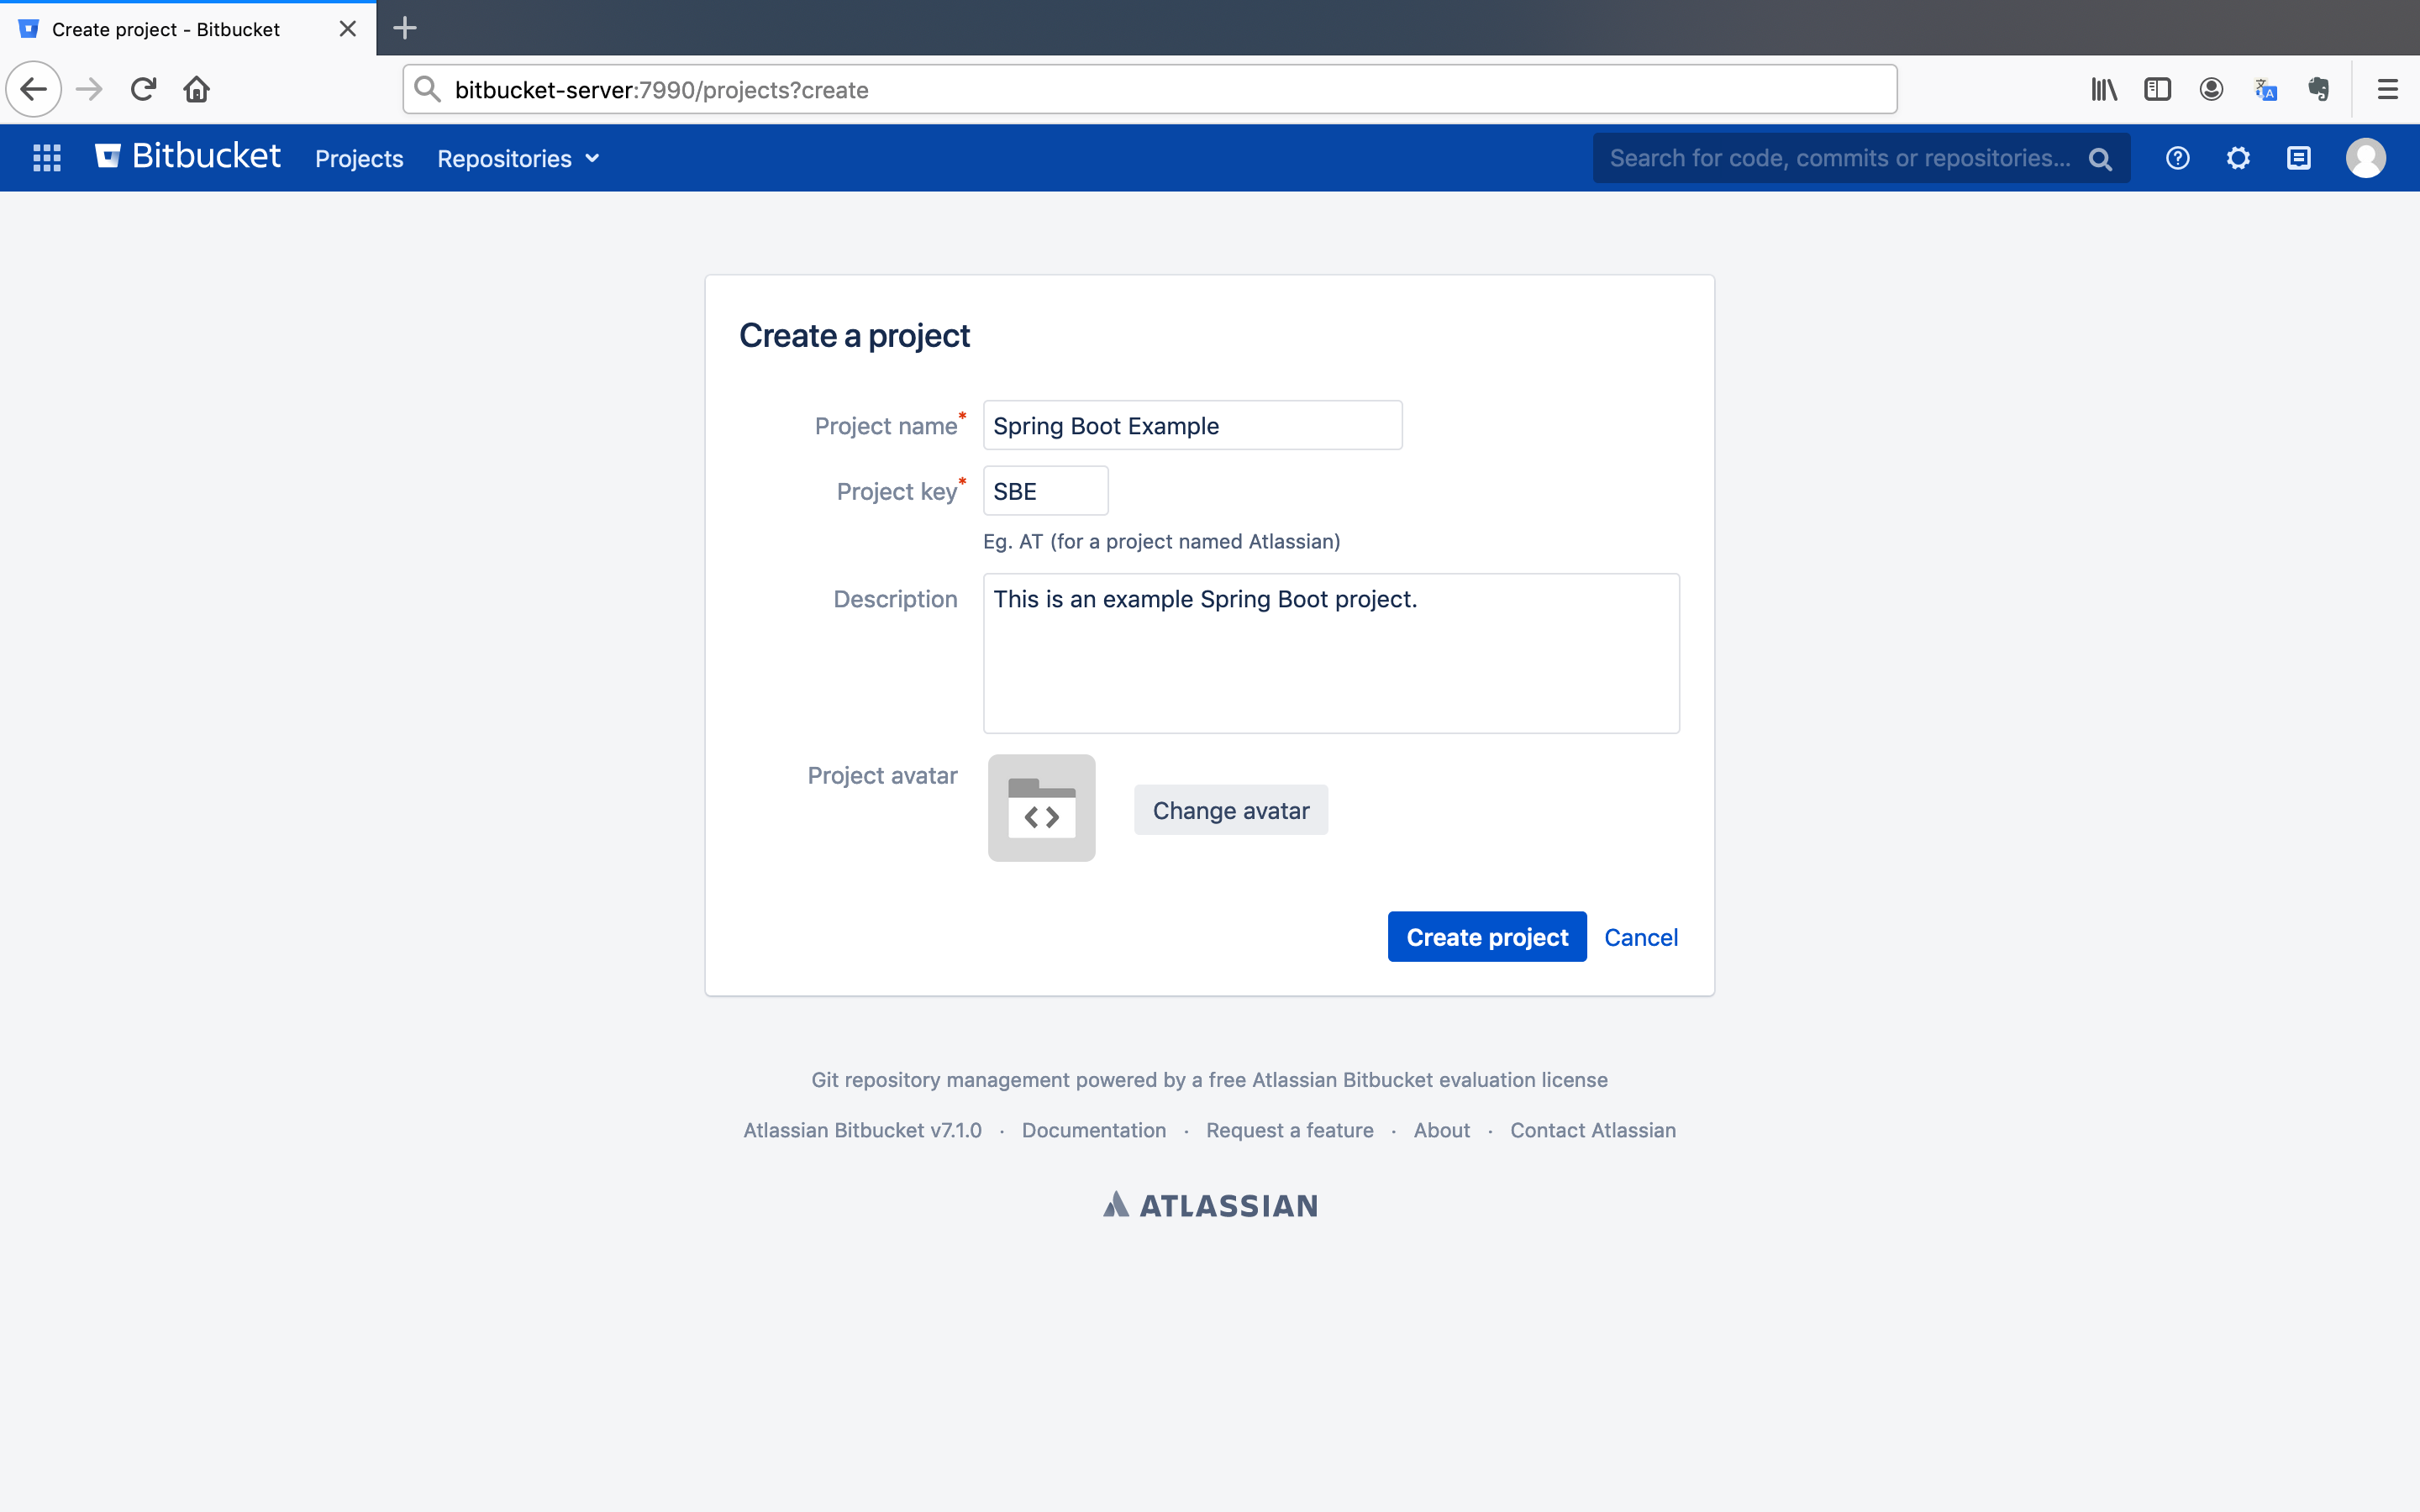 Create project - Bitbucket
bitbucket-server:7990/projects?create
Bitbucket Projects Repositories Search for code, commits or repositories...
Create a project
Project name* Spring Boot Example
Project key* SBE
Eg. AT (for a project named Atlassian)
Description This is an example Spring Boot project.
Project avatar
Change avatar
Create project Cancel
Git repository management powered by a free Atlassian Bitbucket evaluation license
Atlassian Bitbucket v7.1.0 · Documentation · Request a feature · About · Contact Atlassian
ATLASSIAN